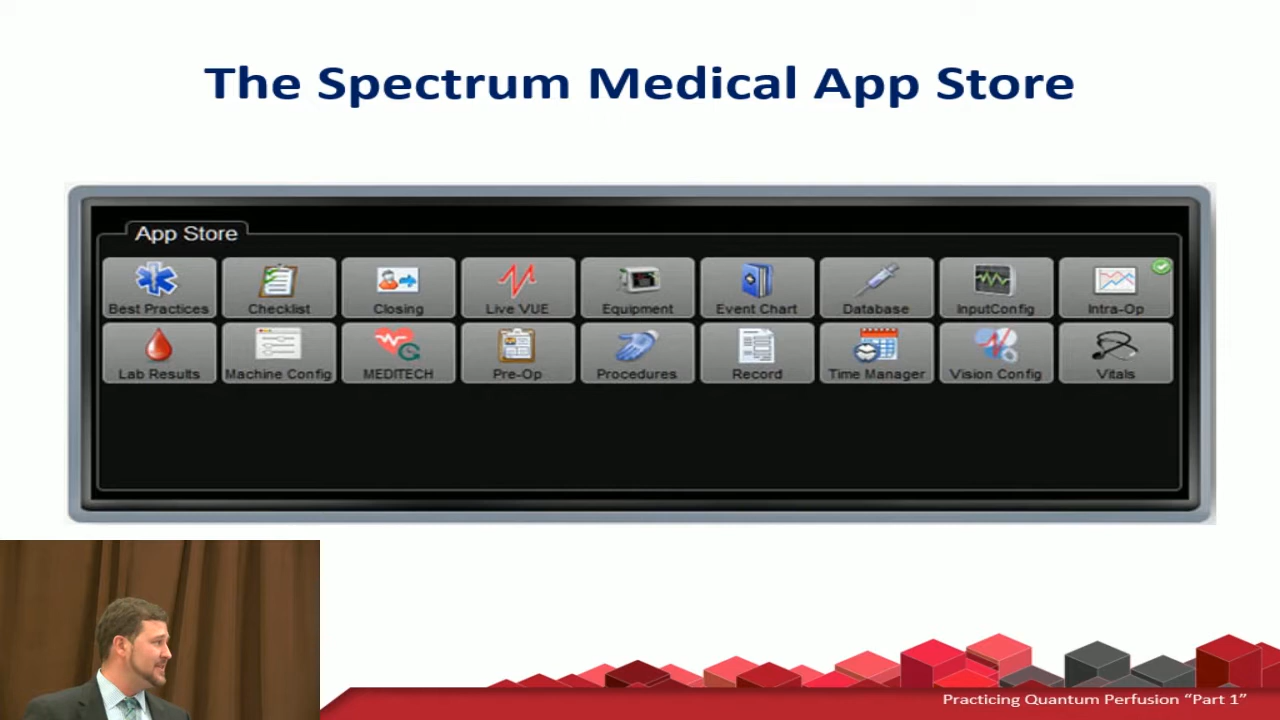 The Spectrum Medical App Store
App Store
Best Practices
Checklist
Closing
Live VUE
Equipment
Event Chart
Database
InputConfig
Intra-Op
Lab Results
Machine Config
MEDITECH
Pre-Op
Procedures
Record
Time Manager
Vision Config
Vitals
Practicing Quantum Perfusion “Part 1”